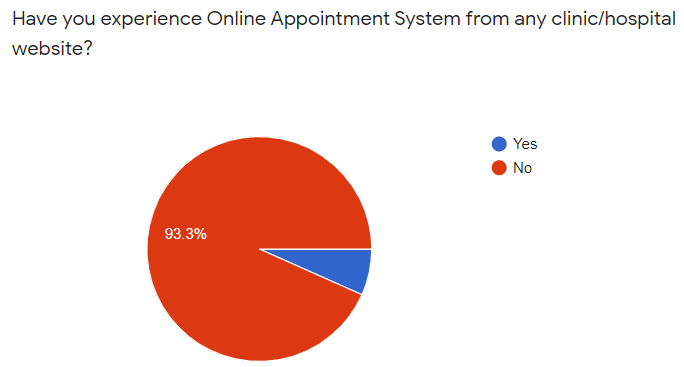 Have you experience Online Appointment System from any clinic/hospital
website?
Yes
No
93.3%